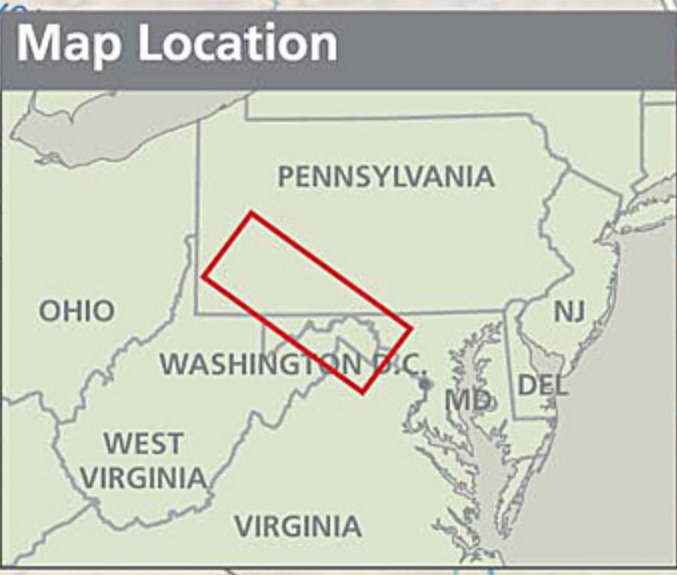 Map Location
PENNSYLVANIA
OHIO
NJ
WASHINGTON D.C.
DEL
MD
WEST
VIRGINIA
VIRGINIA